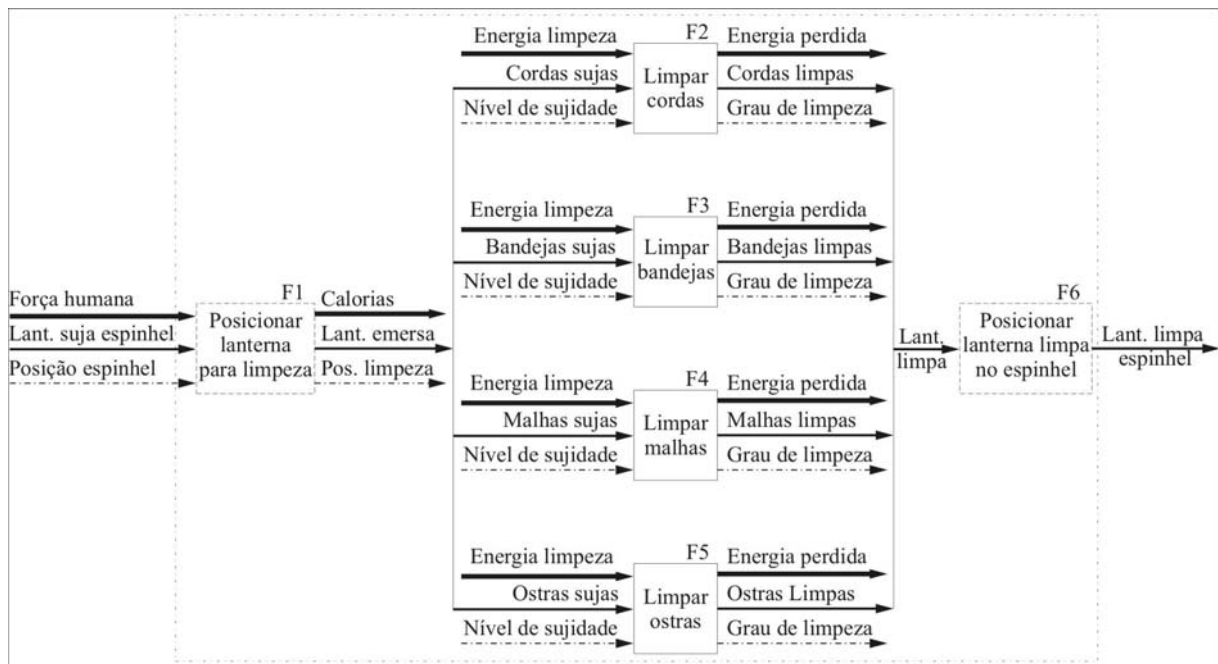 Energia limpeza
F2
Energia perdida
Cordas sujas
Limpar
cordas
Cordas limpas
Nível de sujidade
Grau de limpeza
Energia limpeza
F3
Energia perdida
Bandejas sujas
Limpar
bandejas
Bandejas limpas
Nível de sujidade
Grau de limpeza
Força humana
F1
Calorias
Lant. suja espinhel
Posicionar
lanterna
para limpeza
Lant. emersa
Posição espinhel
Pos. limpeza
Lant.
limpa
F6
Posicionar
lanterna limpa
no espinhel
Lant. limpa
espinhel
Energia limpeza
F4
Energia perdida
Malhas sujas
Limpar
malhas
Malhas limpas
Nível de sujidade
Grau de limpeza
Energia limpeza
F5
Energia perdida
Ostras sujas
Limpar
ostras
Ostras Limpas
Nível de sujidade
Grau de limpeza